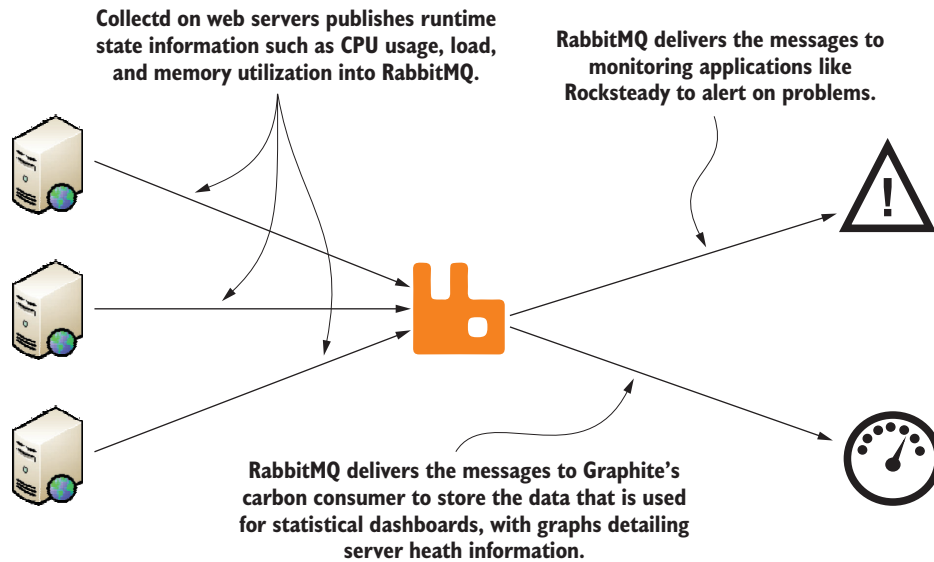 Collectd on web servers publishes runtime
state information such as CPU usage, load,
and memory utilization into RabbitMQ.
RabbitMQ delivers the messages to
monitoring applications like
Rocksteady to alert on problems.
!
RabbitMQ delivers the messages to Graphite’s
carbon consumer to store the data that is used
for statistical dashboards, with graphs detailing
server heath information.